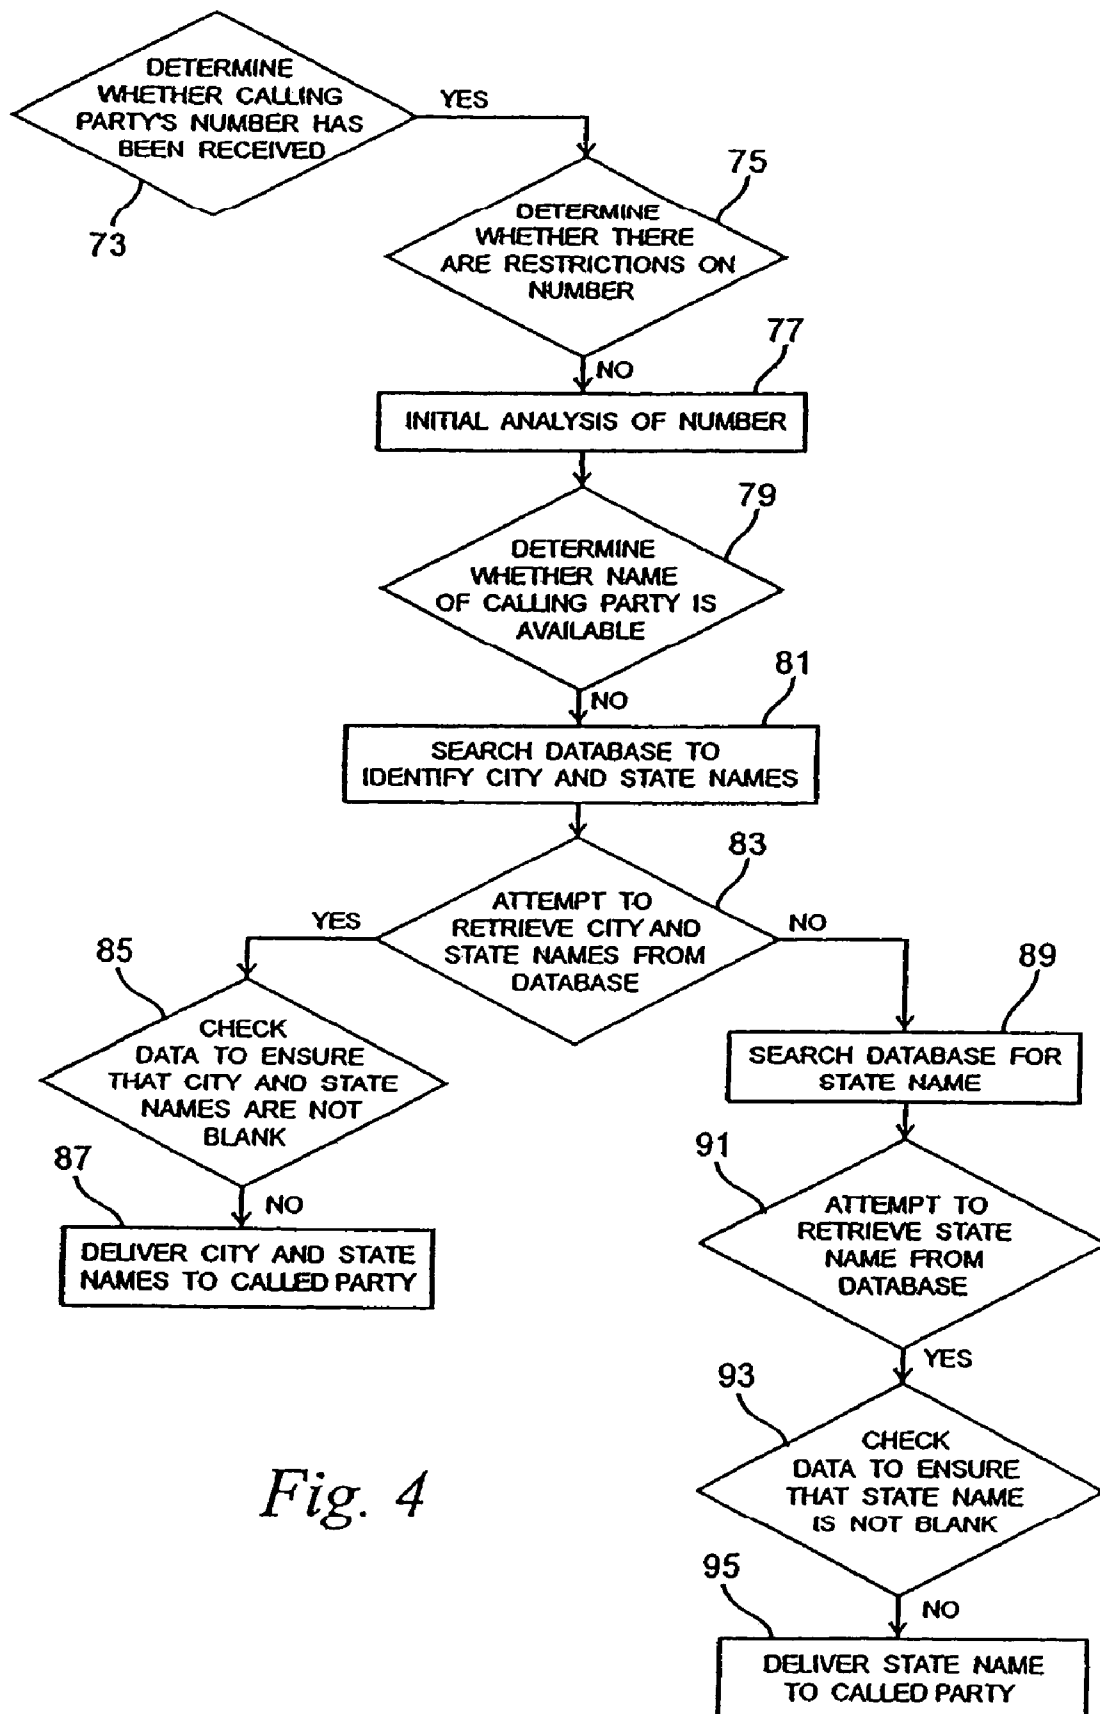 DETERMINE
WHETHER CALLING
PARTY'S NUMBER HAS
BEEN RECEIVED
YES
73
75
DETERMINE
WHETHER THERE
ARE RESTRICTIONS ON
NUMBER
NO
77
INITIAL ANALYSIS OF NUMBER
79
DETERMINE
WHETHER NAME
OF CALLING PARTY IS
AVAILABLE
NO
81
SEARCH DATABASE TO
IDENTIFY CITY AND STATE NAMES
83
ATTEMPT TO
RETRIEVE CITY AND
STATE NAMES FROM
DATABASE
YES
NO
85
CHECK
DATA TO ENSURE
THAT CITY AND STATE
NAMES ARE NOT
BLANK
NO
87
DELIVER CITY AND STATE
NAMES TO CALLED PARTY
89
SEARCH DATABASE FOR
STATE NAME
91
ATTEMPT TO
RETRIEVE STATE
NAME FROM
DATABASE
YES
93
CHECK
DATA TO ENSURE
THAT STATE NAME
IS NOT BLANK
NO
95
DELIVER STATE NAME
TO CALLED PARTY
Fig. 4